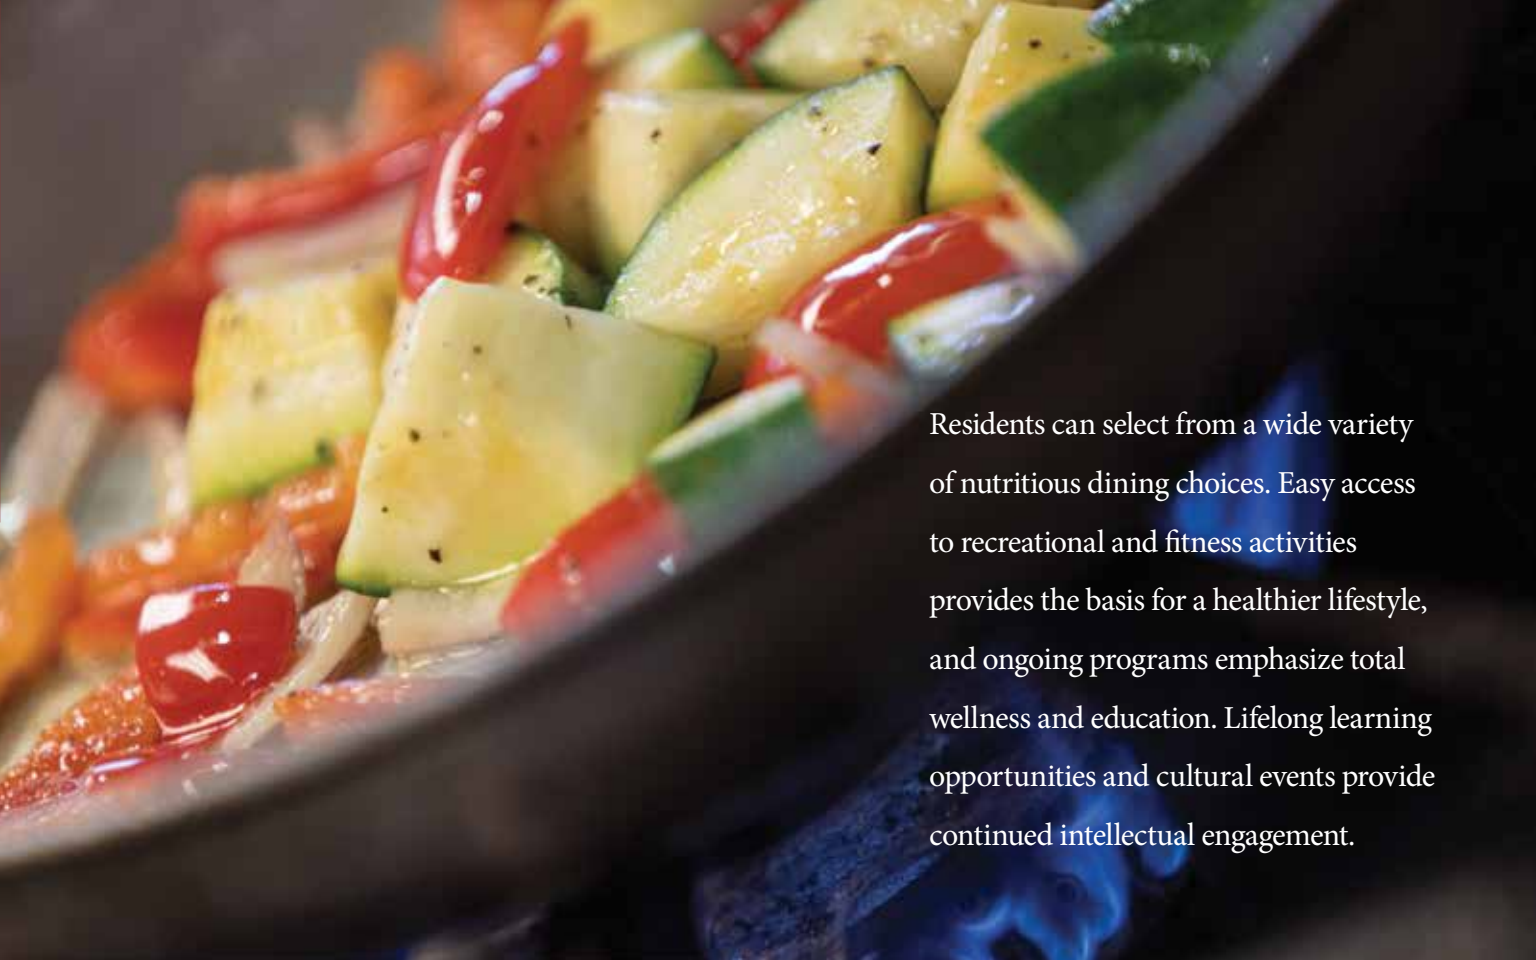 Residents can select from a wide variety
of nutritious dining choices. Easy access
to recreational and fitness activities
provides the basis for a healthier lifestyle,
and ongoing programs emphasize total
wellness and education. Lifelong learning
opportunities and cultural events provide
continued intellectual engagement.